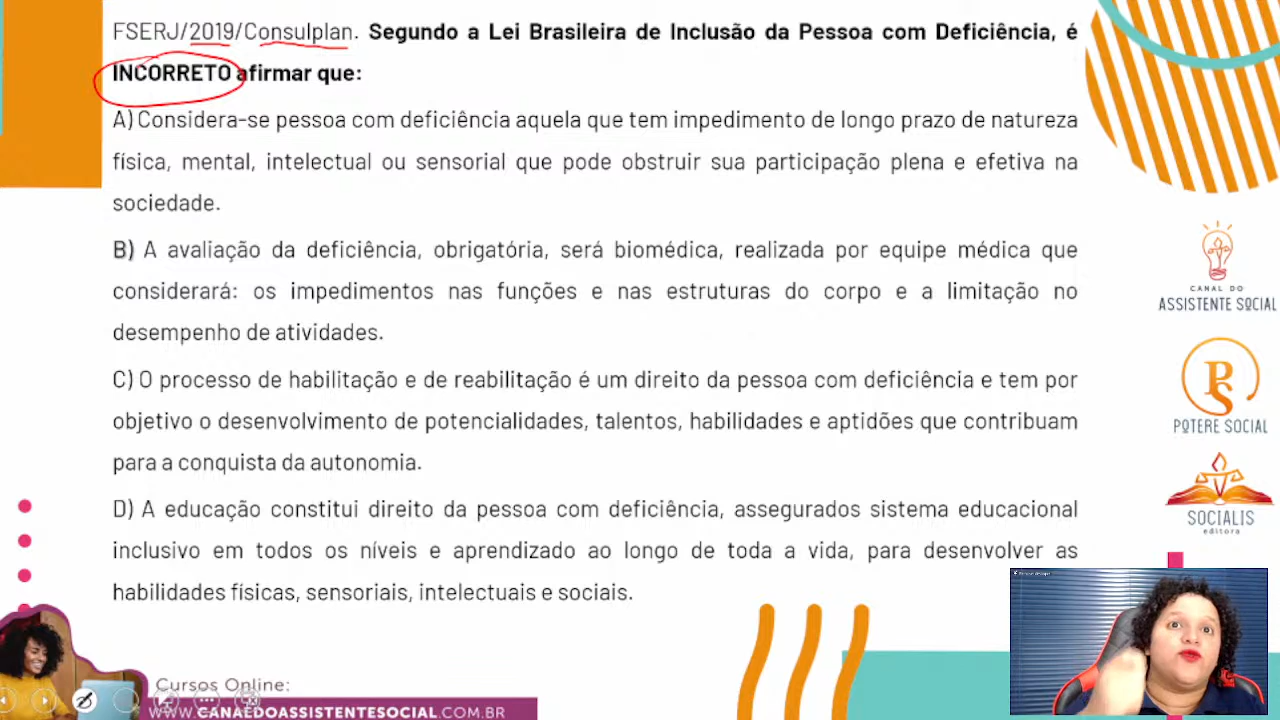 FSERJ/2019/Consulplan. Segundo a Lei Brasileira de Inclusão da Pessoa com Deficiência, é
INCORRETO afirmar que:
A) Considera-se pessoa com deficiência aquela que tem impedimento de longo prazo de natureza
física, mental, intelectual ou sensorial que pode obstruir sua participação plena e efetiva na
sociedade.
B) A avaliação da deficiência, obrigatória, será biomédica, realizada por equipe médica que
considerará: os impedimentos nas funções e nas estruturas do corpo e a limitação no
desempenho de atividades.
C) O processo de habilitação e de reabilitação é um direito da pessoa com deficiência e tem por
objetivo o desenvolvimento de potencialidades, talentos, habilidades e aptidões que contribuam
para a conquista da autonomia.
D) A educação constitui direito da pessoa com deficiência, assegurados sistema educacional
inclusivo em todos os níveis e aprendizado ao longo de toda a vida, para desenvolver as
habilidades físicas, sensoriais, intelectuais e sociais.
CANAL DO
ASSISTENTE SOCIAL
PS
POTERE SOCIAL
SOCIALIS
editora
Cursos Online:
WWW.CANALDOASSISTENTESOCIAL.COM.BR